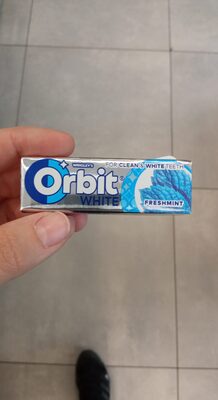 WRIGLEY'S
FOR CLEAN & WHITE TEETH
Orbit
WHITE
FRESHMINT